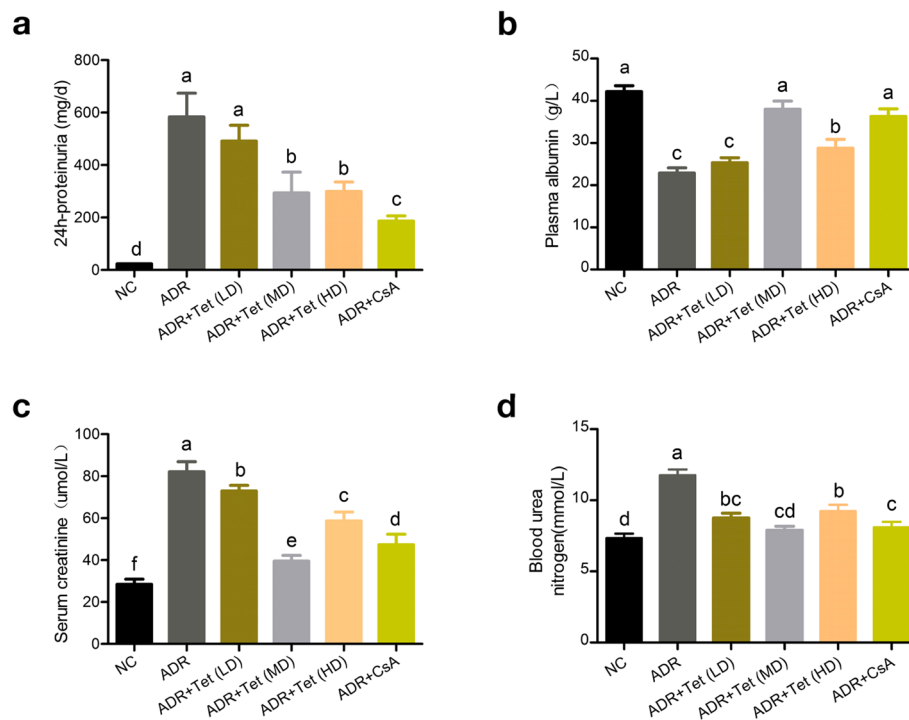 a
24h-proteinuria (mg/d)
800
600
400
200
0
d
a
a
b
b
c
NC
ADR
ADR+Tet (LD)
ADR+Tet (MD)
ADR+Tet (HD)
ADR+CsA
b
Plasma albumin（g/L）
50
40
30
20
10
0
a
c
c
a
b
a
NC
ADR
ADR+Tet (LD)
ADR+Tet (MD)
ADR+Tet (HD)
ADR+CsA
c
Serum creatinine（umol/L）
100
80
60
40
20
0
f
a
b
e
c
d
NC
ADR
ADR+Tet (LD)
ADR+Tet (MD)
ADR+Tet (HD)
ADR+CsA
d
Blood urea
nitrogen(mmol/L)
15
10
5
0
d
a
bc
cd
b
c
NC
ADR
ADR+Tet (LD)
ADR+Tet (MD)
ADR+Tet (HD)
ADR+CsA